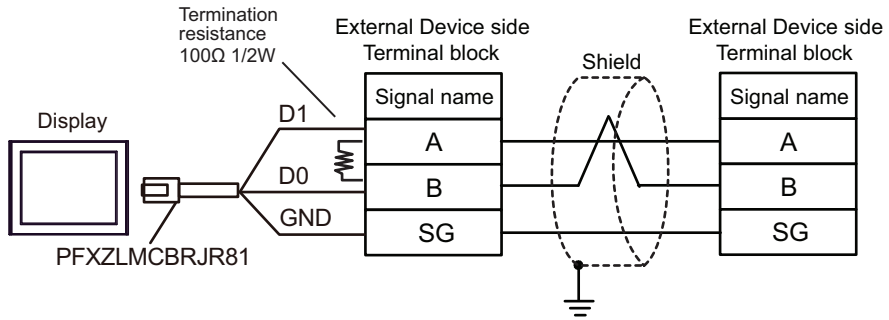 Termination
resistance
100Ω 1/2W
External Device side
Terminal block
External Device side
Terminal block
Shield
Signal name
Signal name
Display
D1
A
A
D0
B
B
GND
SG
SG
PFXZLMCBRJR81